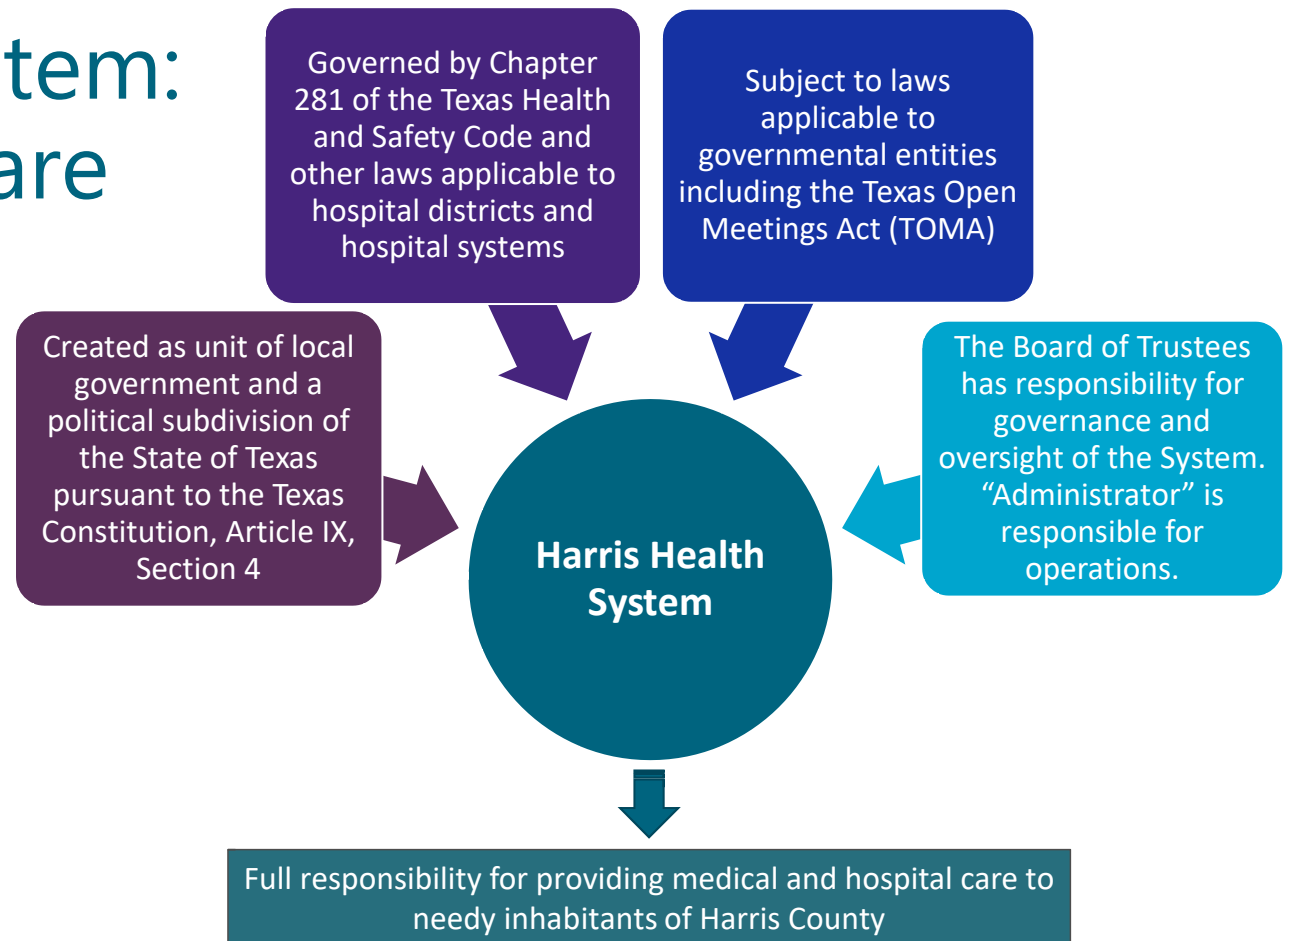 stem:
are
Governed by Chapter
281 of the Texas Health
and Safety Code and
other laws applicable to
hospital districts and
hospital systems
Subject to laws
applicable to
governmental entities
including the Texas Open
Meetings Act (TOMA)
Created as unit of local
government and a
political subdivision of
the State of Texas
pursuant to the Texas
Constitution, Article IX,
Section 4
The Board of Trustees
has responsibility for
governance and
oversight of the System.
“Administrator” is
responsible for
operations.
Harris Health
System
Full responsibility for providing medical and hospital care to
needy inhabitants of Harris County